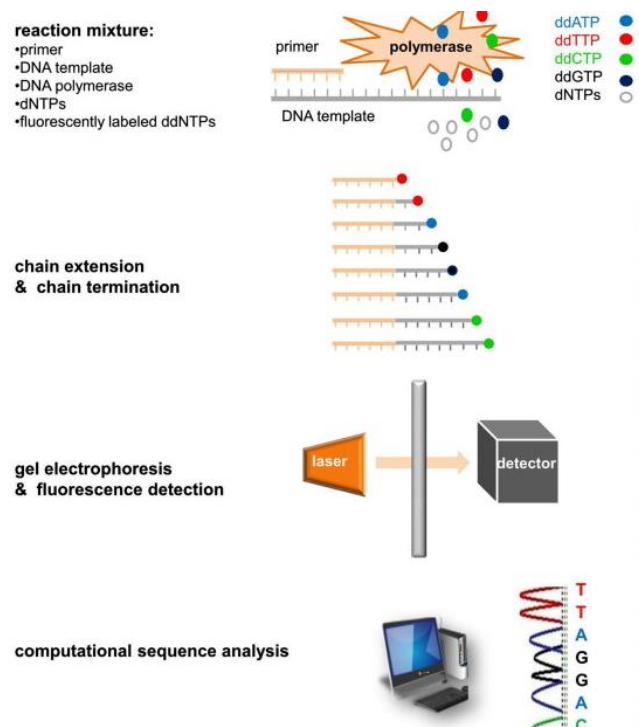 reaction mixture:
•primer
•DNA template
•DNA polymerase
•dNTPs
•fluorescently labeled ddNTPs
primer
polymerase
DNA template
ddATP
ddTTP
ddCTP
ddGTP
dNTPs
chain extension
& chain termination
gel electrophoresis
& fluorescence detection
laser
detector
computational sequence analysis
T
T
A
G
G
A
C